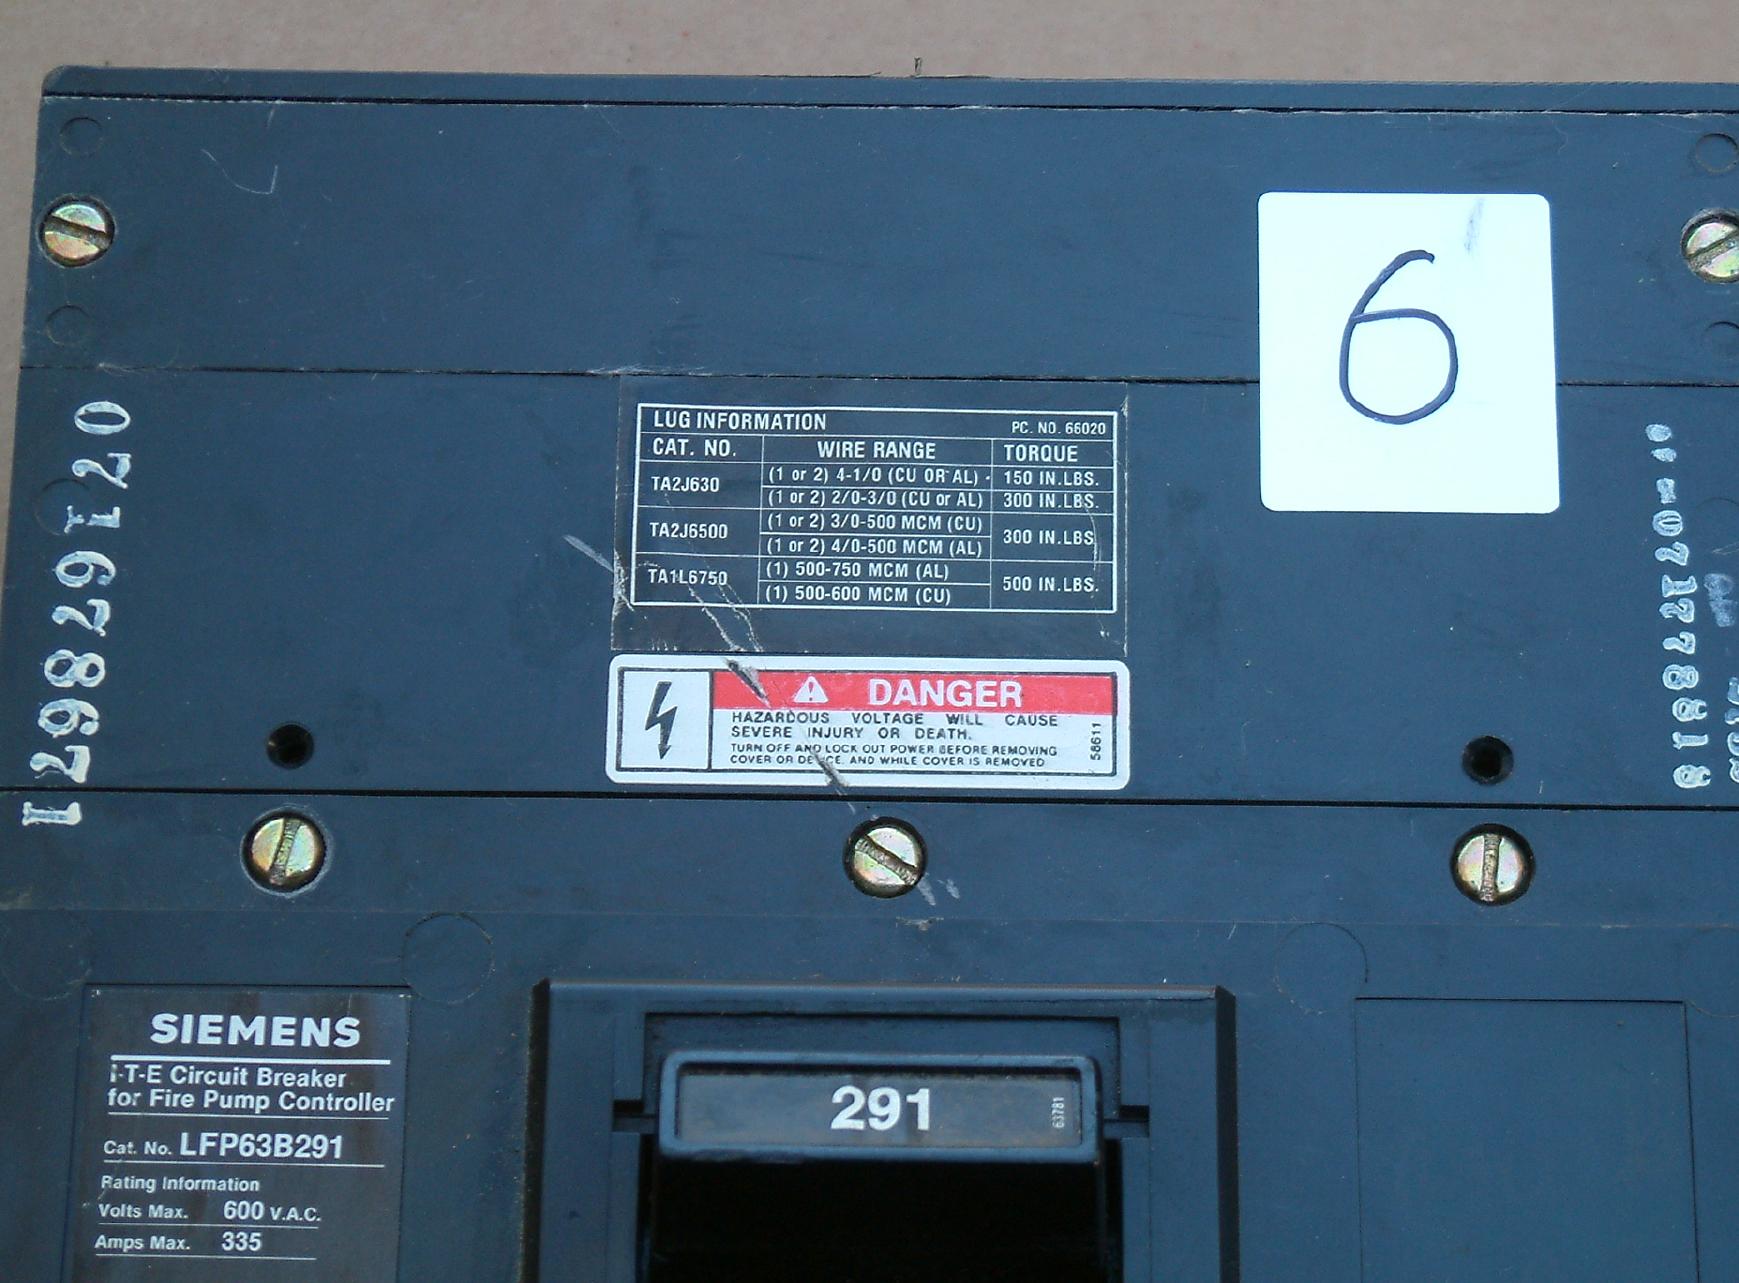 6
LUG INFORMATION PC. NO. 66020
CAT. NO. WIRE RANGE TORQUE
TA2J630 (1 or 2) 4-1/0 (CU OR AL) 150 IN.LBS.
(1 or 2) 2/0-3/0 (CU or AL) 300 IN.LBS.
TA2J6500 (1 or 2) 3/0-500 MCM (CU) 300 IN.LBS
(1 or 2) 4/0-500 MCM (AL)
TA1L6750 (1) 500-750 MCM (AL) 500 IN.LBS.
(1) 500-600 MCM (CU)
DANGER
HAZARDOUS VOLTAGE WILL CAUSE
SEVERE INJURY OR DEATH.
TURN OFF AND LOCK OUT POWER BEFORE REMOVING
COVER OR DEVICE, AND WHILE COVER IS REMOVED
58611
SIEMENS
I-T-E Circuit Breaker
for Fire Pump Controller
Cat. No. LFP63B291
Rating Information
Volts Max. 600 V.A.C.
Amps Max. 335
291
63781